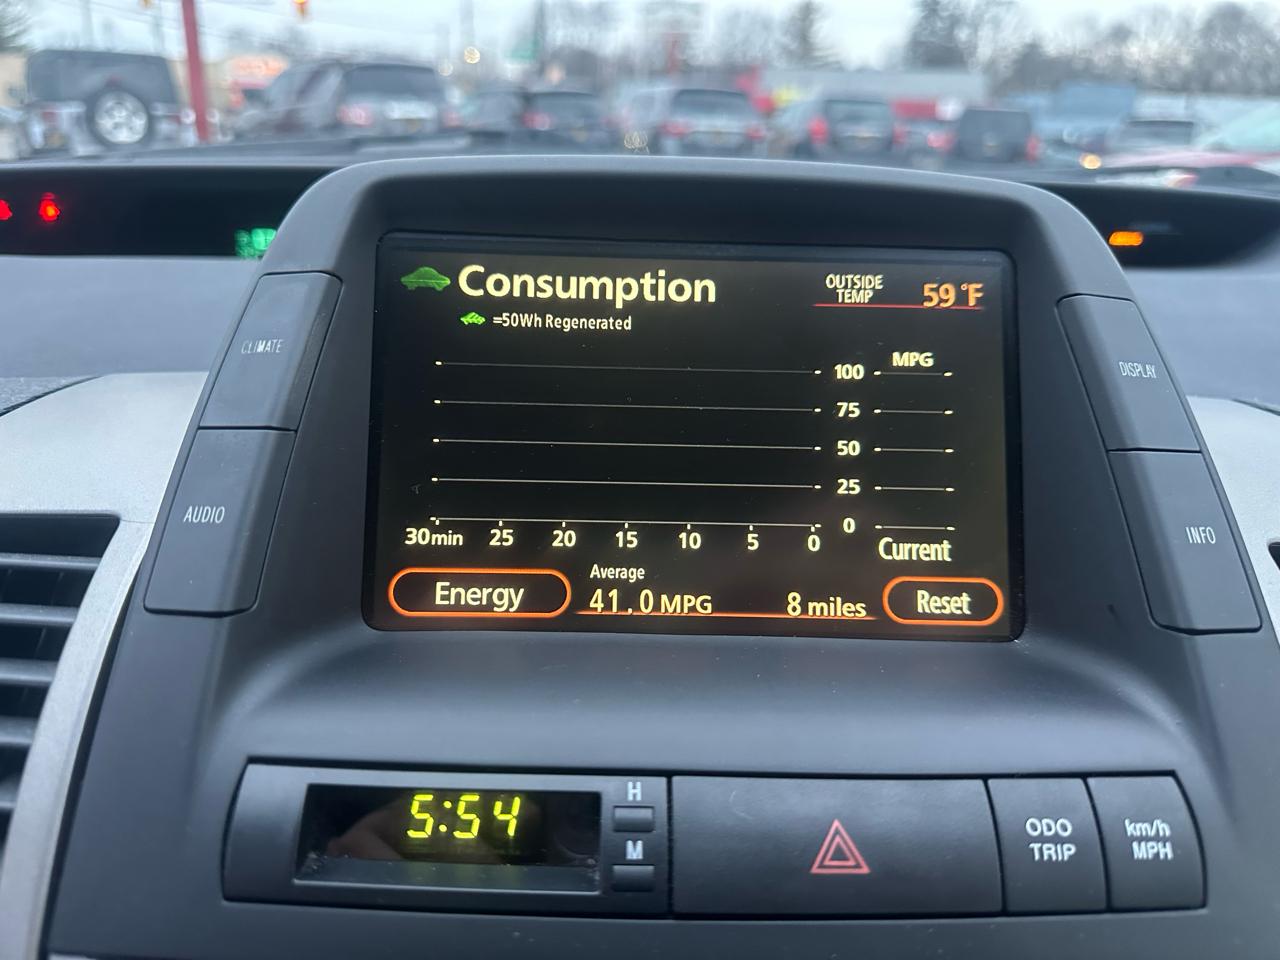 Consumption
OUTSIDE TEMP 59°F
=50Wh Regenerated
MPG
100
75
50
25
0
30min 25 20 15 10 5 0
Current
Energy
Average
41.0 MPG 8 miles
Reset
CLIMATE
AUDIO
DISPLAY
INFO
5:54
H
M
ODO
TRIP
km/h
MPH